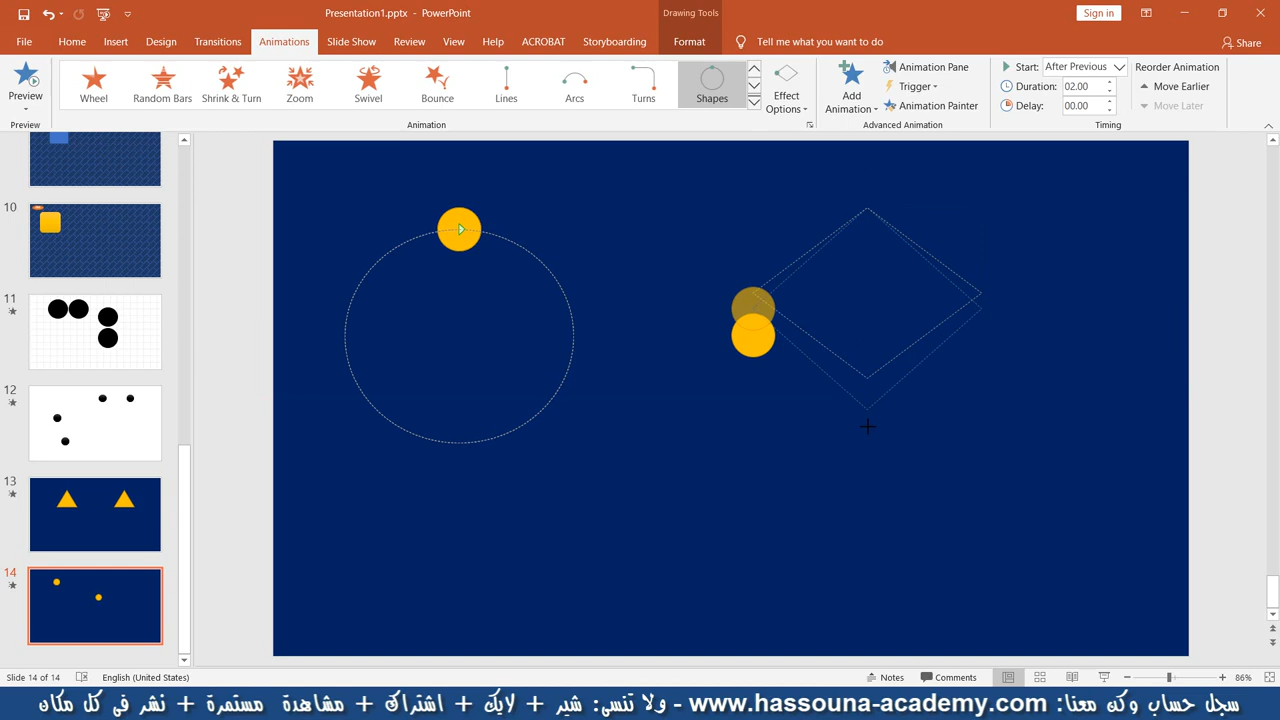 Presentation1.pptx - PowerPoint
Drawing Tools
Sign in
File Home Insert Design Transitions Animations Slide Show Review View Help ACROBAT Storyboarding Format Tell me what you want to do Share
Preview
Wheel Random Bars Shrink & Turn Zoom Swivel Bounce Lines Arcs Turns Shapes
Effect Options
Add Animation
Animation Pane
Trigger
Animation Painter
Start: After Previous
Duration: 02.00
Delay: 00.00
Reorder Animation
Move Earlier
Move Later
Preview Animation Advanced Animation Timing
10
11
12
13
14
Slide 14 of 14 English (United States) Notes Comments 86%
سجل حساب وكن معنا: www.hassouna-academy.com - ولا تنسى: شير + لايك + اشتراك + مشاهدة مستمرة + نشر فى كل مكان